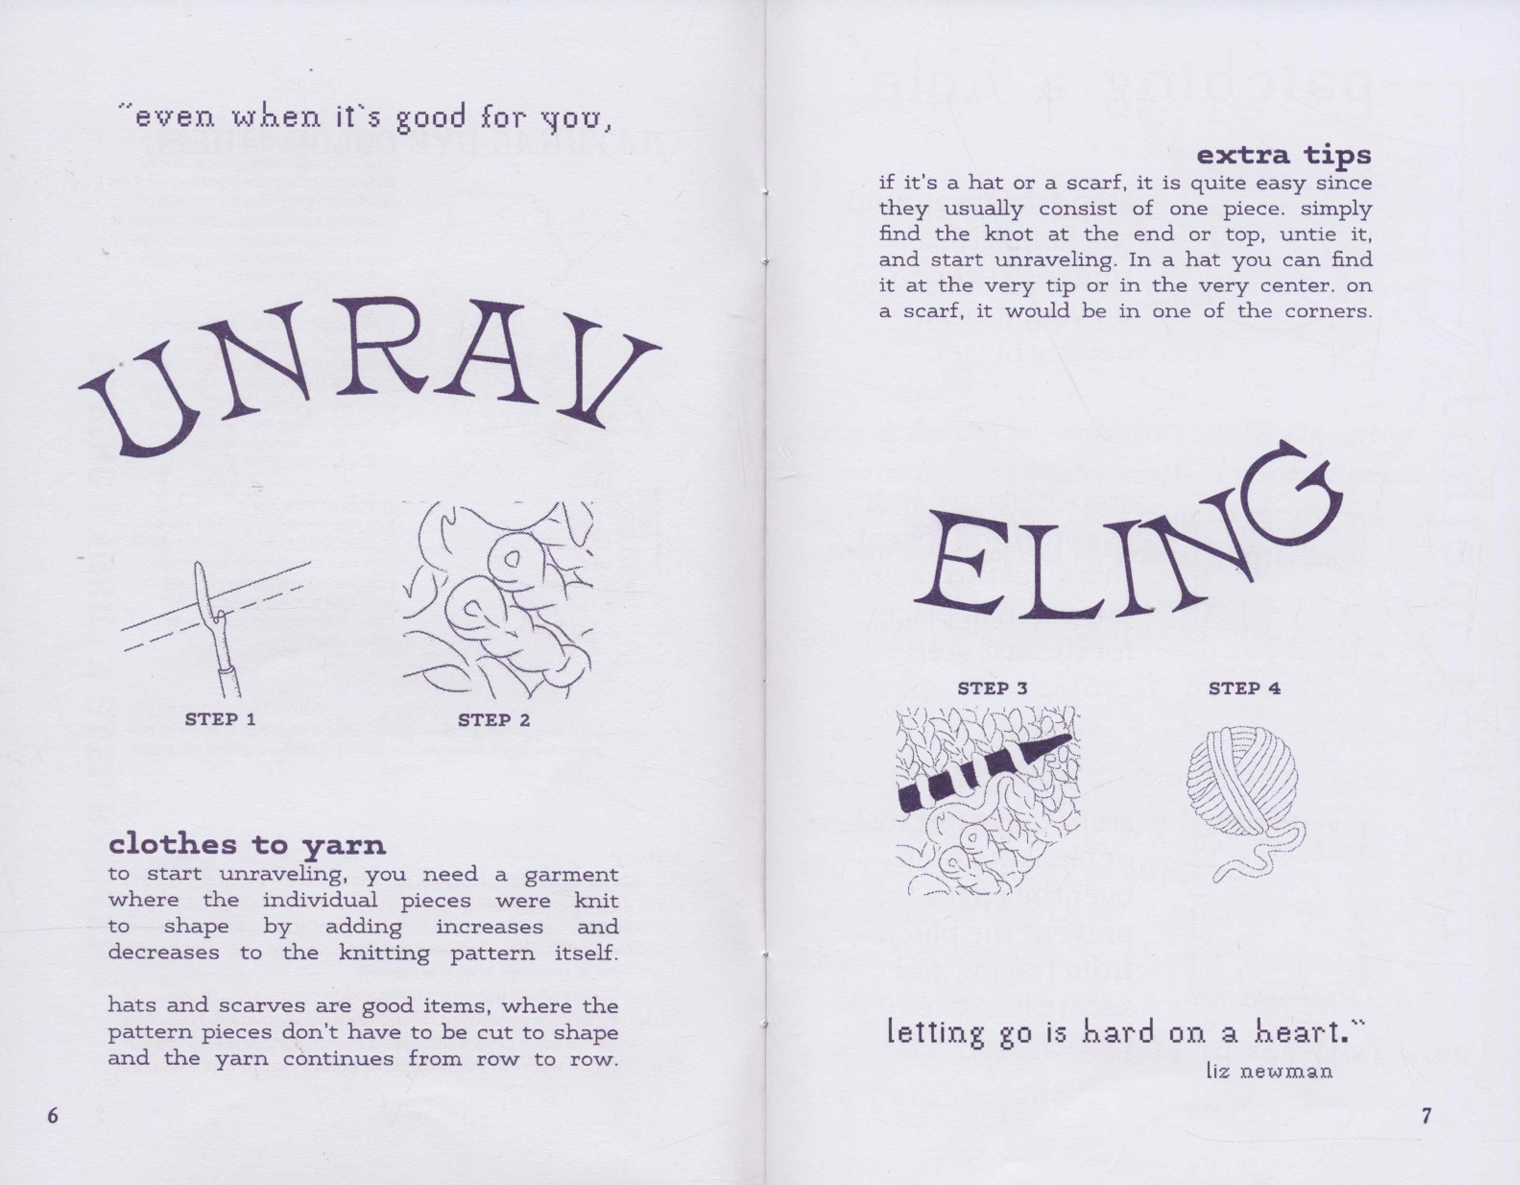 “even when it`s good for you,
UNRAV
STEP 1
STEP 2
clothes to yarn
to start unraveling, you need a garment
where the individual pieces were knit
to shape by adding increases and
decreases to the knitting pattern itself.
hats and scarves are good items, where the
pattern pieces don't have to be cut to shape
and the yarn continues from row to row.
6
extra tips
if it's a hat or a scarf, it is quite easy since
they usually consist of one piece. simply
find the knot at the end or top, untie it,
and start unraveling. In a hat you can find
it at the very tip or in the very center. on
a scarf, it would be in one of the corners.
ELING
STEP 3
STEP 4
letting go is hard on a heart.”
liz newman
7